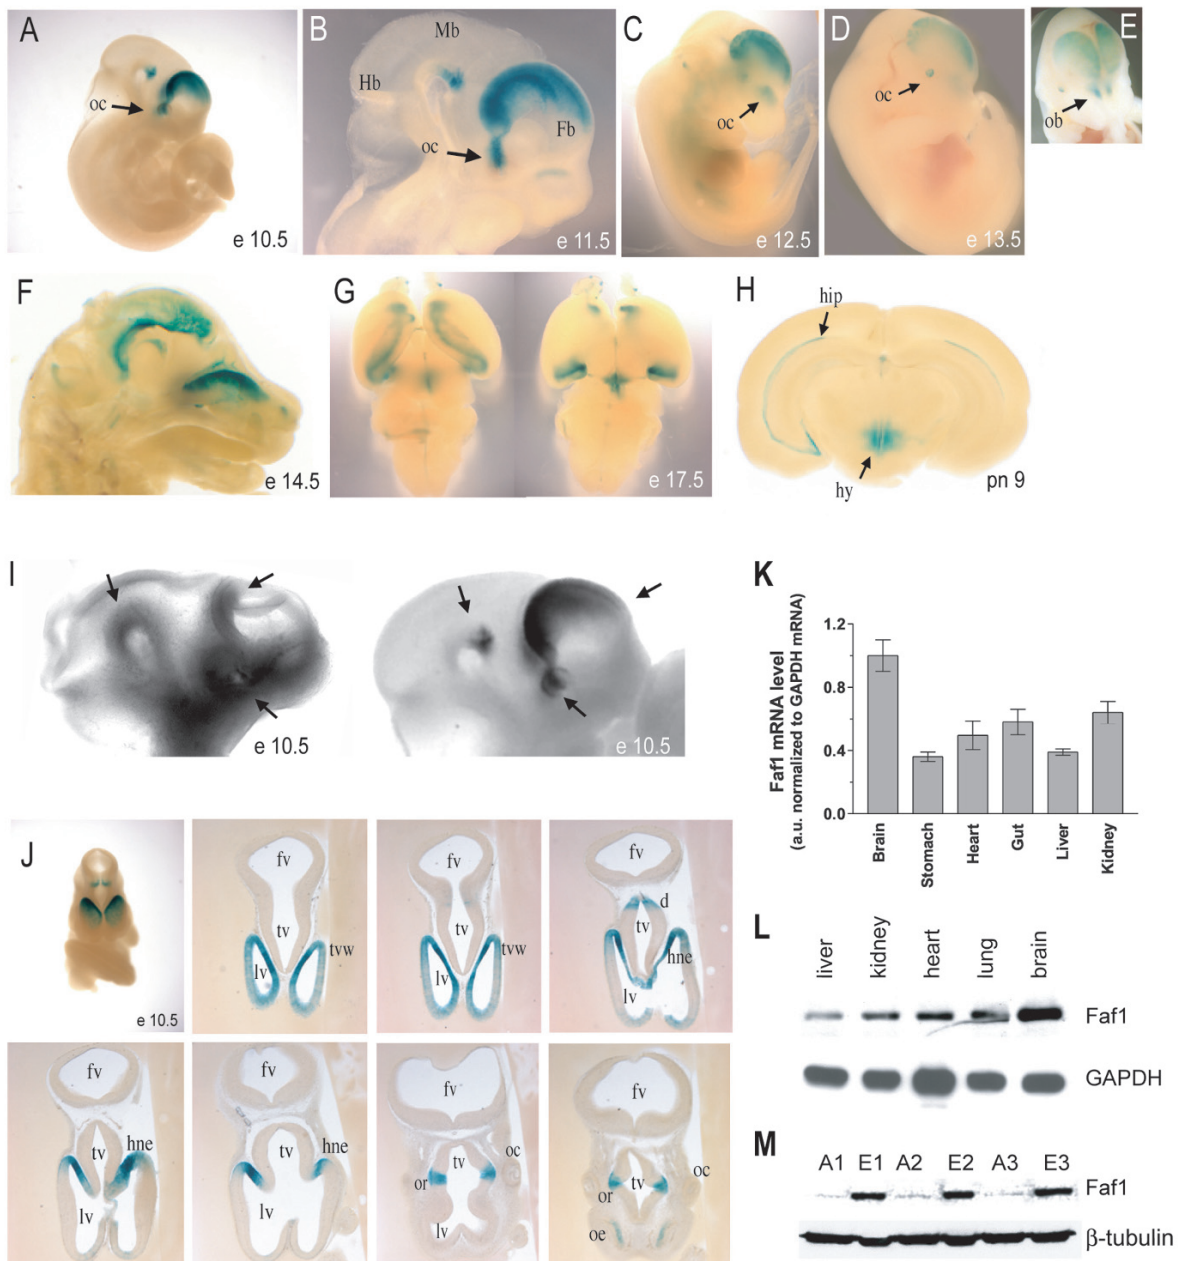 A
oc
e 10.5
B
Mb
Hb
Fb
oc
e 11.5
C
oc
e 12.5
D
oc
e 13.5
E
ob
F
e 14.5
G
e 17.5
H
hip
hy
pn 9
I
e 10.5
e 10.5
K
Faf1 mRNA level
(a.u. normalized to GAPDH mRNA)
1.2
0.8
0.4
0.0
Brain
Stomach
Heart
Gut
Liver
Kidney
J
e 10.5
fv
tv
tvw
lv
fv
tv
tvw
lv
fv
d
tv
hne
lv
fv
tv
hne
lv
fv
tv
hne
lv
fv
oc
tv
or
lv
fv
oc
or
tv
oe
L
liver kidney heart lung brain
Faf1
GAPDH
M
A1 E1 A2 E2 A3 E3
Faf1
β-tubulin